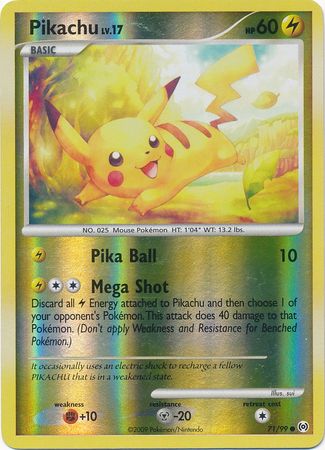 Pikachu LV.17 HP 60
BASIC
NO. 025 Mouse Pokémon HT: 1'04" WT: 13.2 lbs.
Pika Ball 10
Mega Shot
Discard all Energy attached to Pikachu and then choose 1 of
your opponent's Pokémon. This attack does 40 damage to that
Pokémon. (Don't apply Weakness and Resistance for Benched
Pokémon.)
It occasionally uses an electric shock to recharge a fellow
PIKACHU that is in a weakened state.
Illus. sui
weakness resistance retreat cost
+10 -20
©2009 Pokémon/Nintendo 71/99